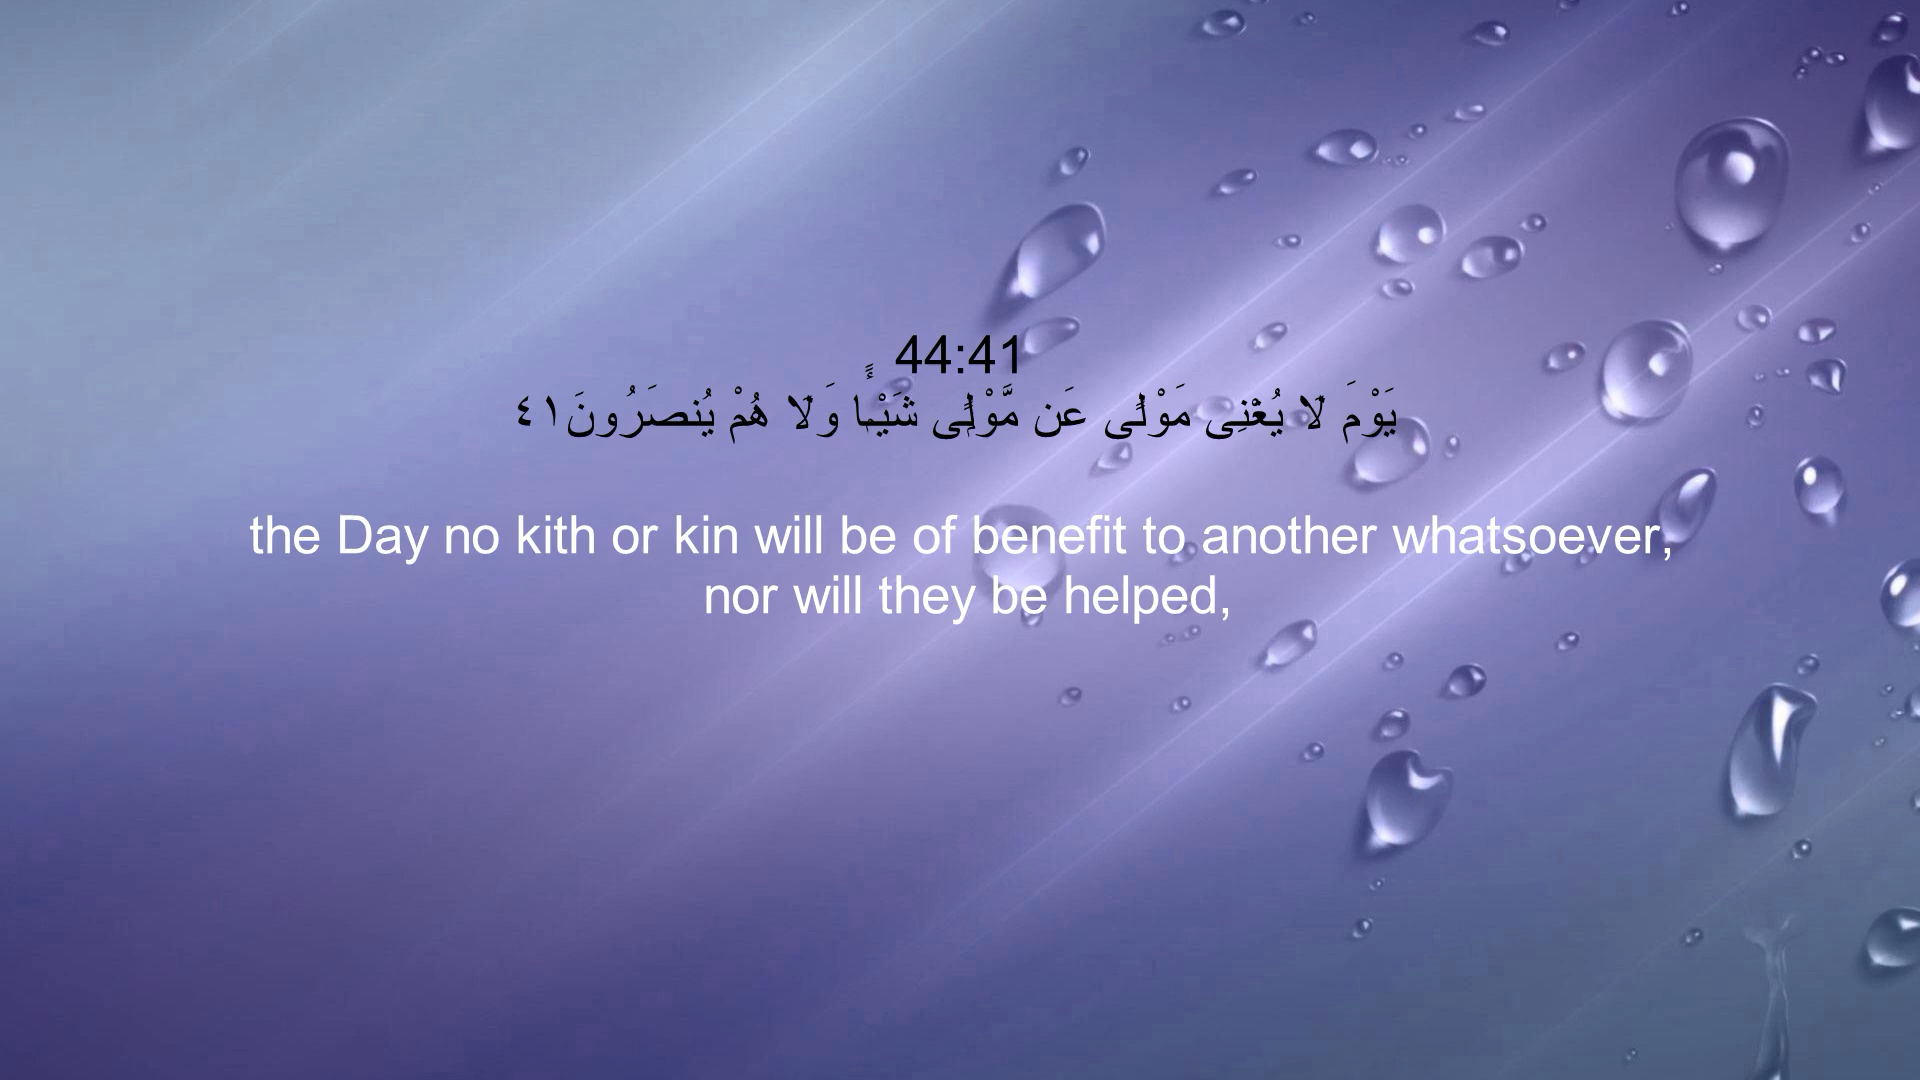 44:41
يَوْمَ لَا يُغْنِى مَوْلًى عَن مَّوْلًۭى شَيْـًۭٔا وَلَا هُمْ يُنصَرُونَ٤١
the Day no kith or kin will be of benefit to another whatsoever,
nor will they be helped,